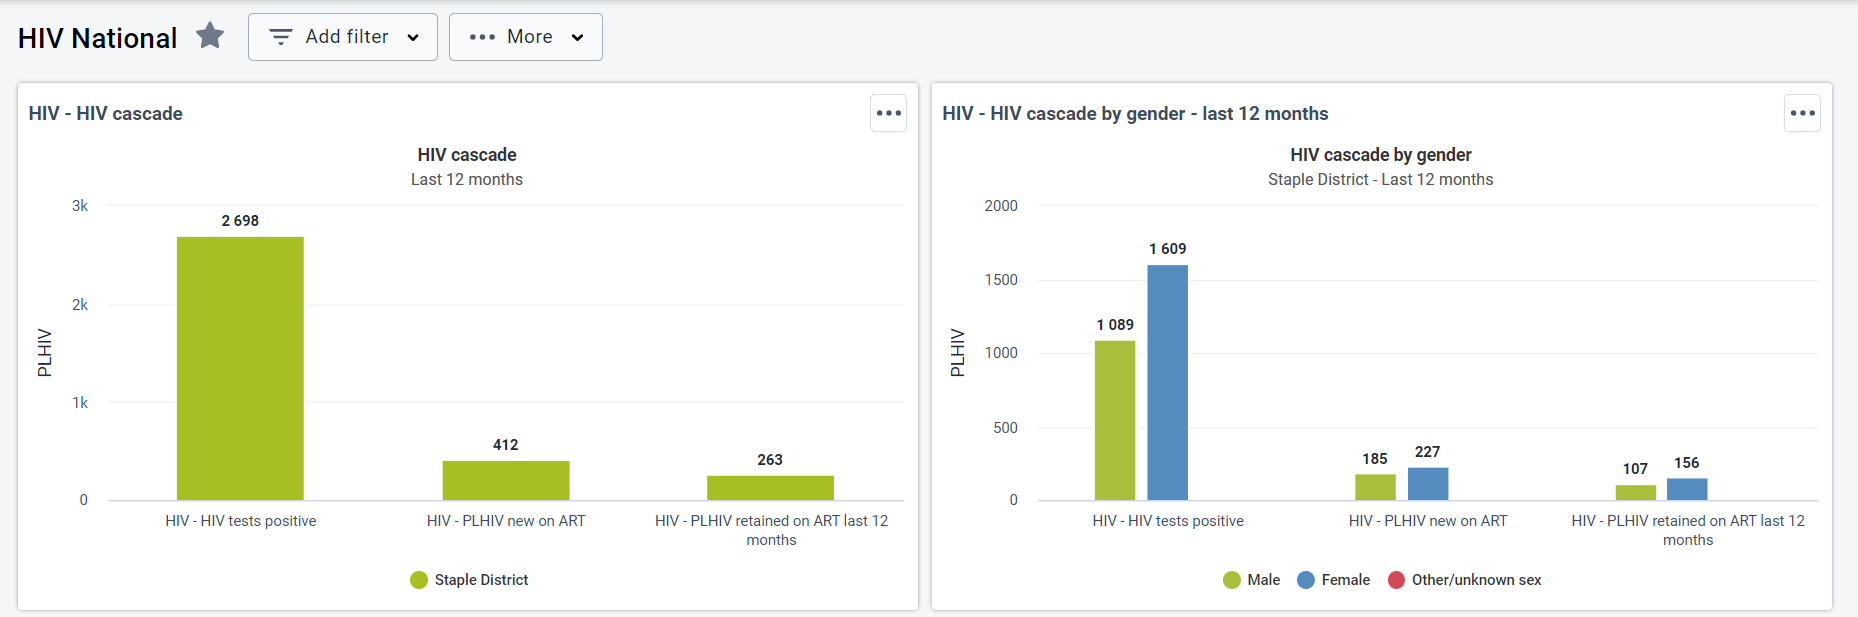 HIV National
Add filter
More
HIV - HIV cascade
HIV cascade
Last 12 months
3k
2k
1k
0
PLHIV
2 698
412
263
HIV - HIV tests positive
HIV - PLHIV new on ART
HIV - PLHIV retained on ART last 12
months
Staple District
HIV - HIV cascade by gender - last 12 months
HIV cascade by gender
Staple District - Last 12 months
2000
1500
1000
500
0
PLHIV
1 089
1 609
185
227
107
156
HIV - HIV tests positive
HIV - PLHIV new on ART
HIV - PLHIV retained on ART last 12
months
Male
Female
Other/unknown sex